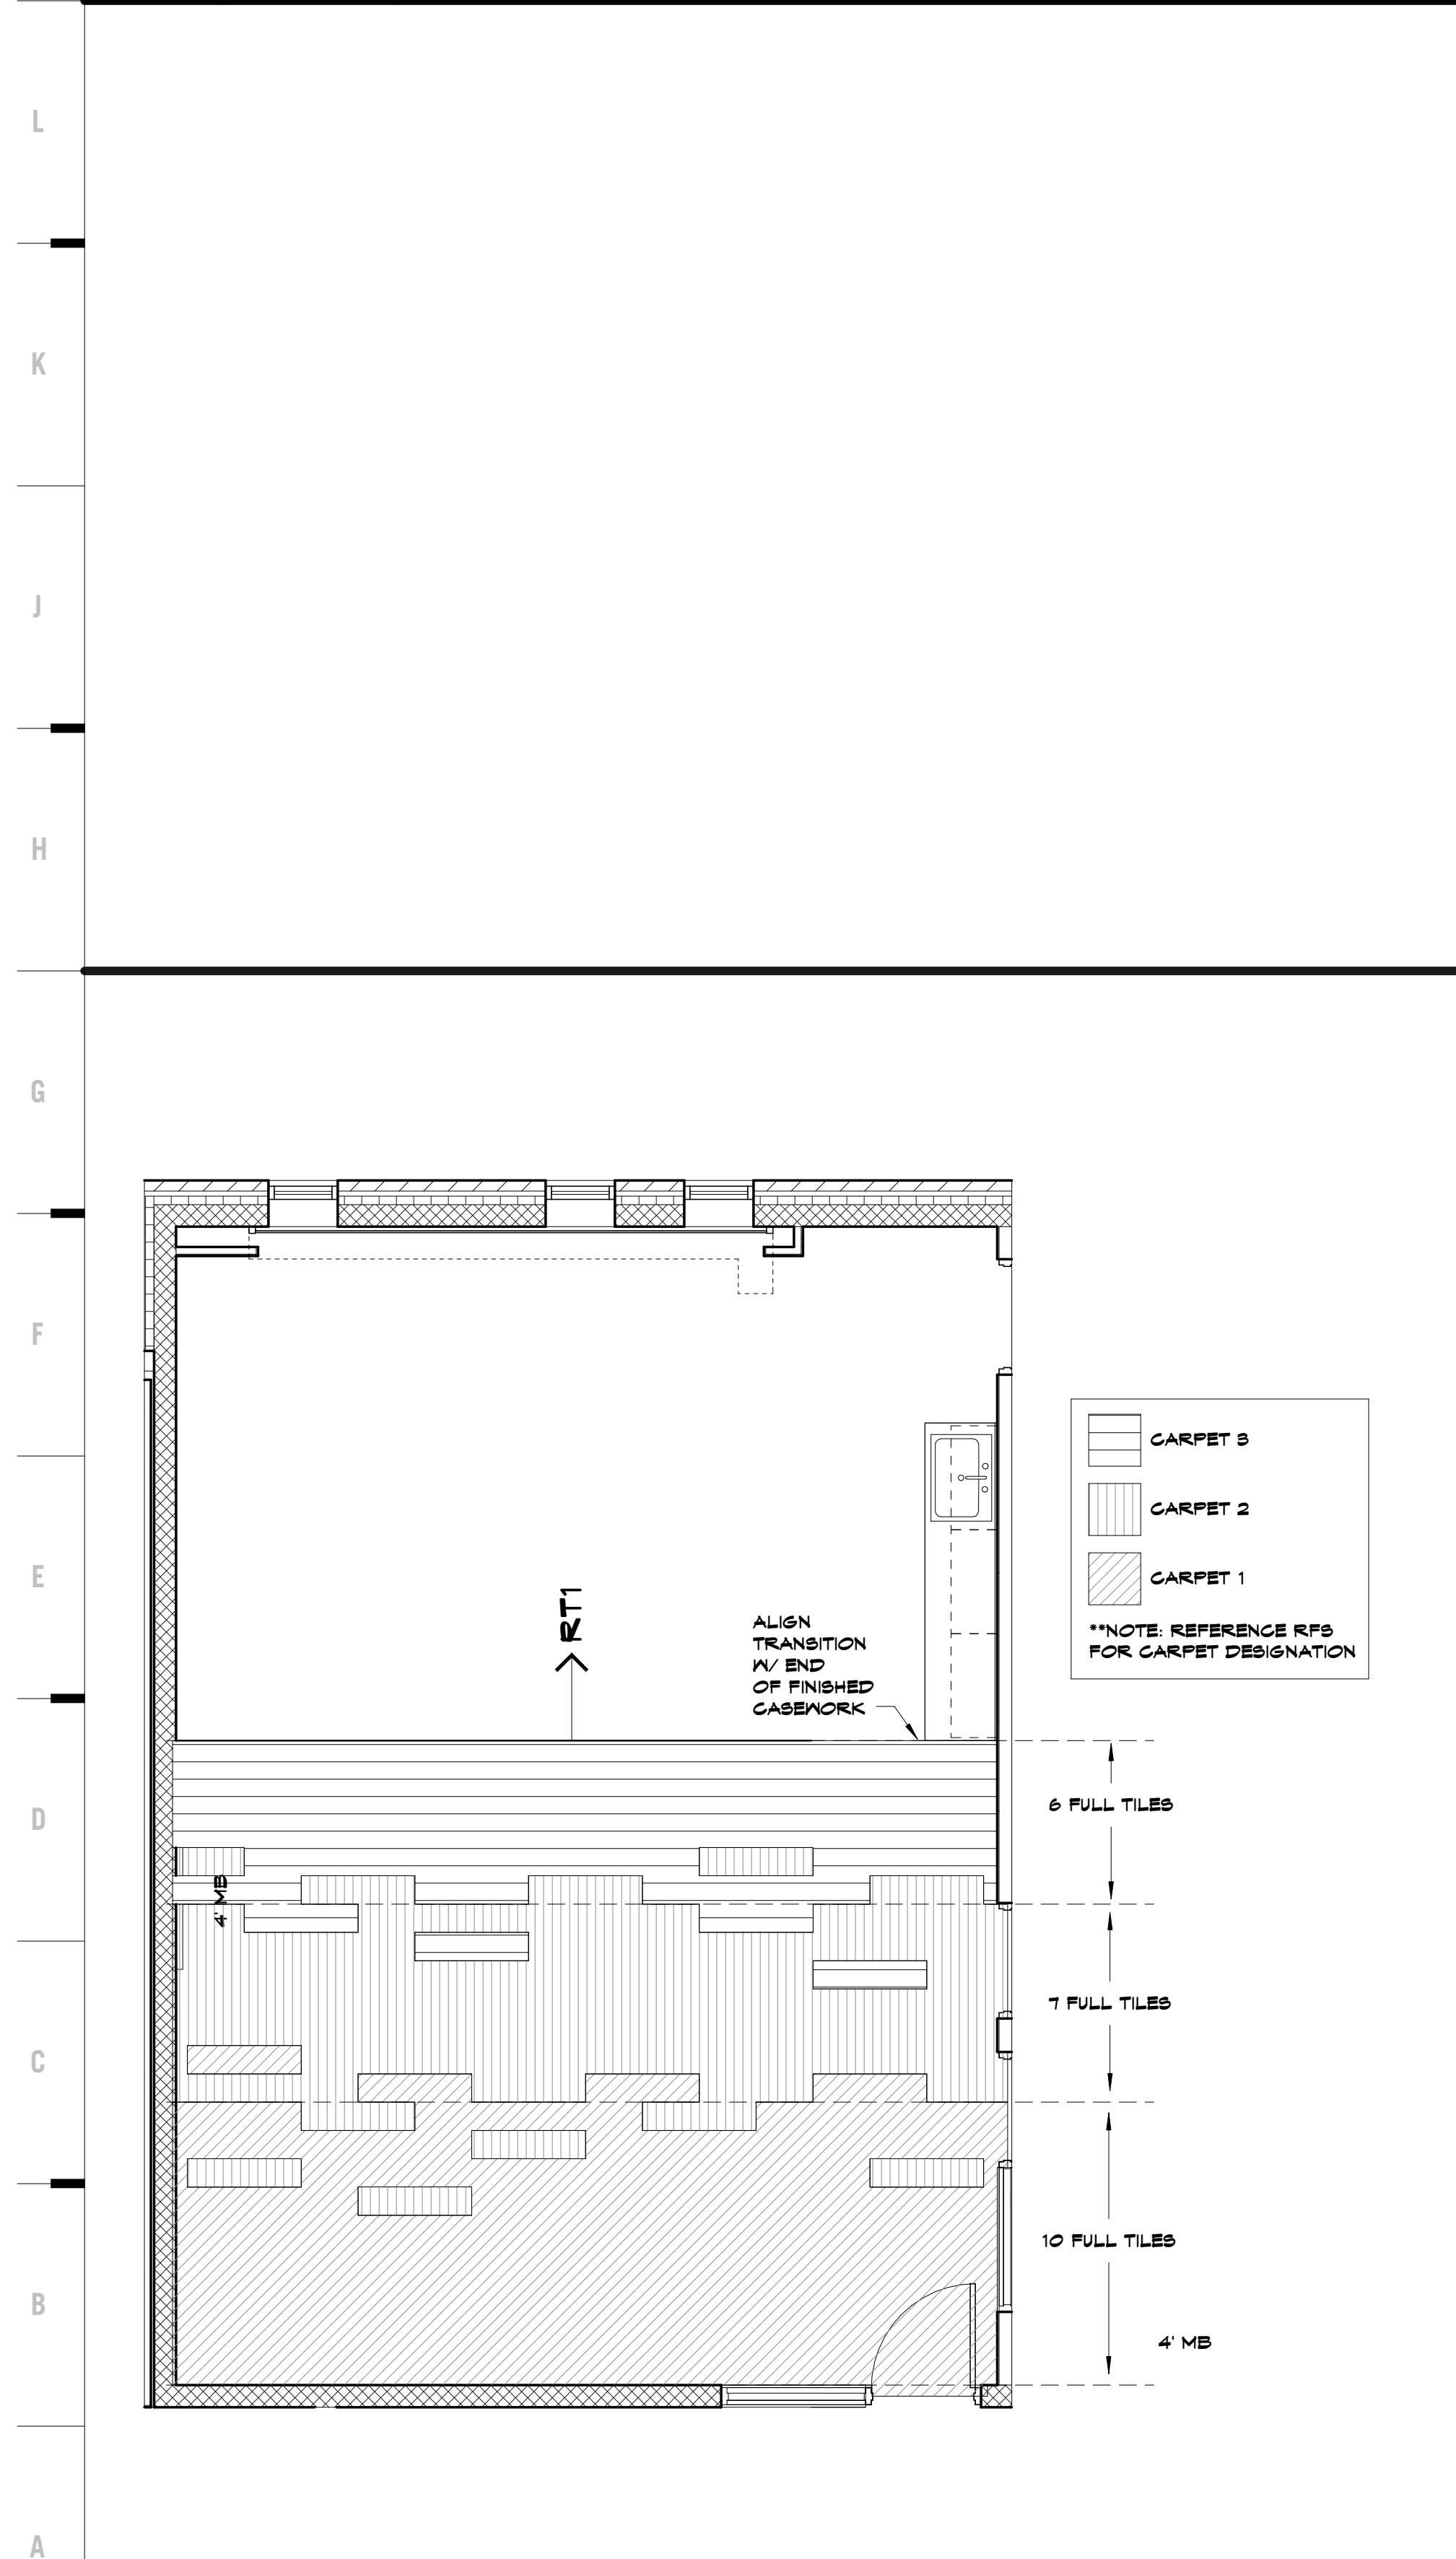 L
K
J
H
G
F
E
D
C
B
A
CARPET 3
CARPET 2
CARPET 1
**NOTE: REFERENCE RFS
FOR CARPET DESIGNATION
RT1
ALIGN
TRANSITION
W/ END
OF FINISHED
CASEWORK
6 FULL TILES
4' MB
7 FULL TILES
10 FULL TILES
4' MB